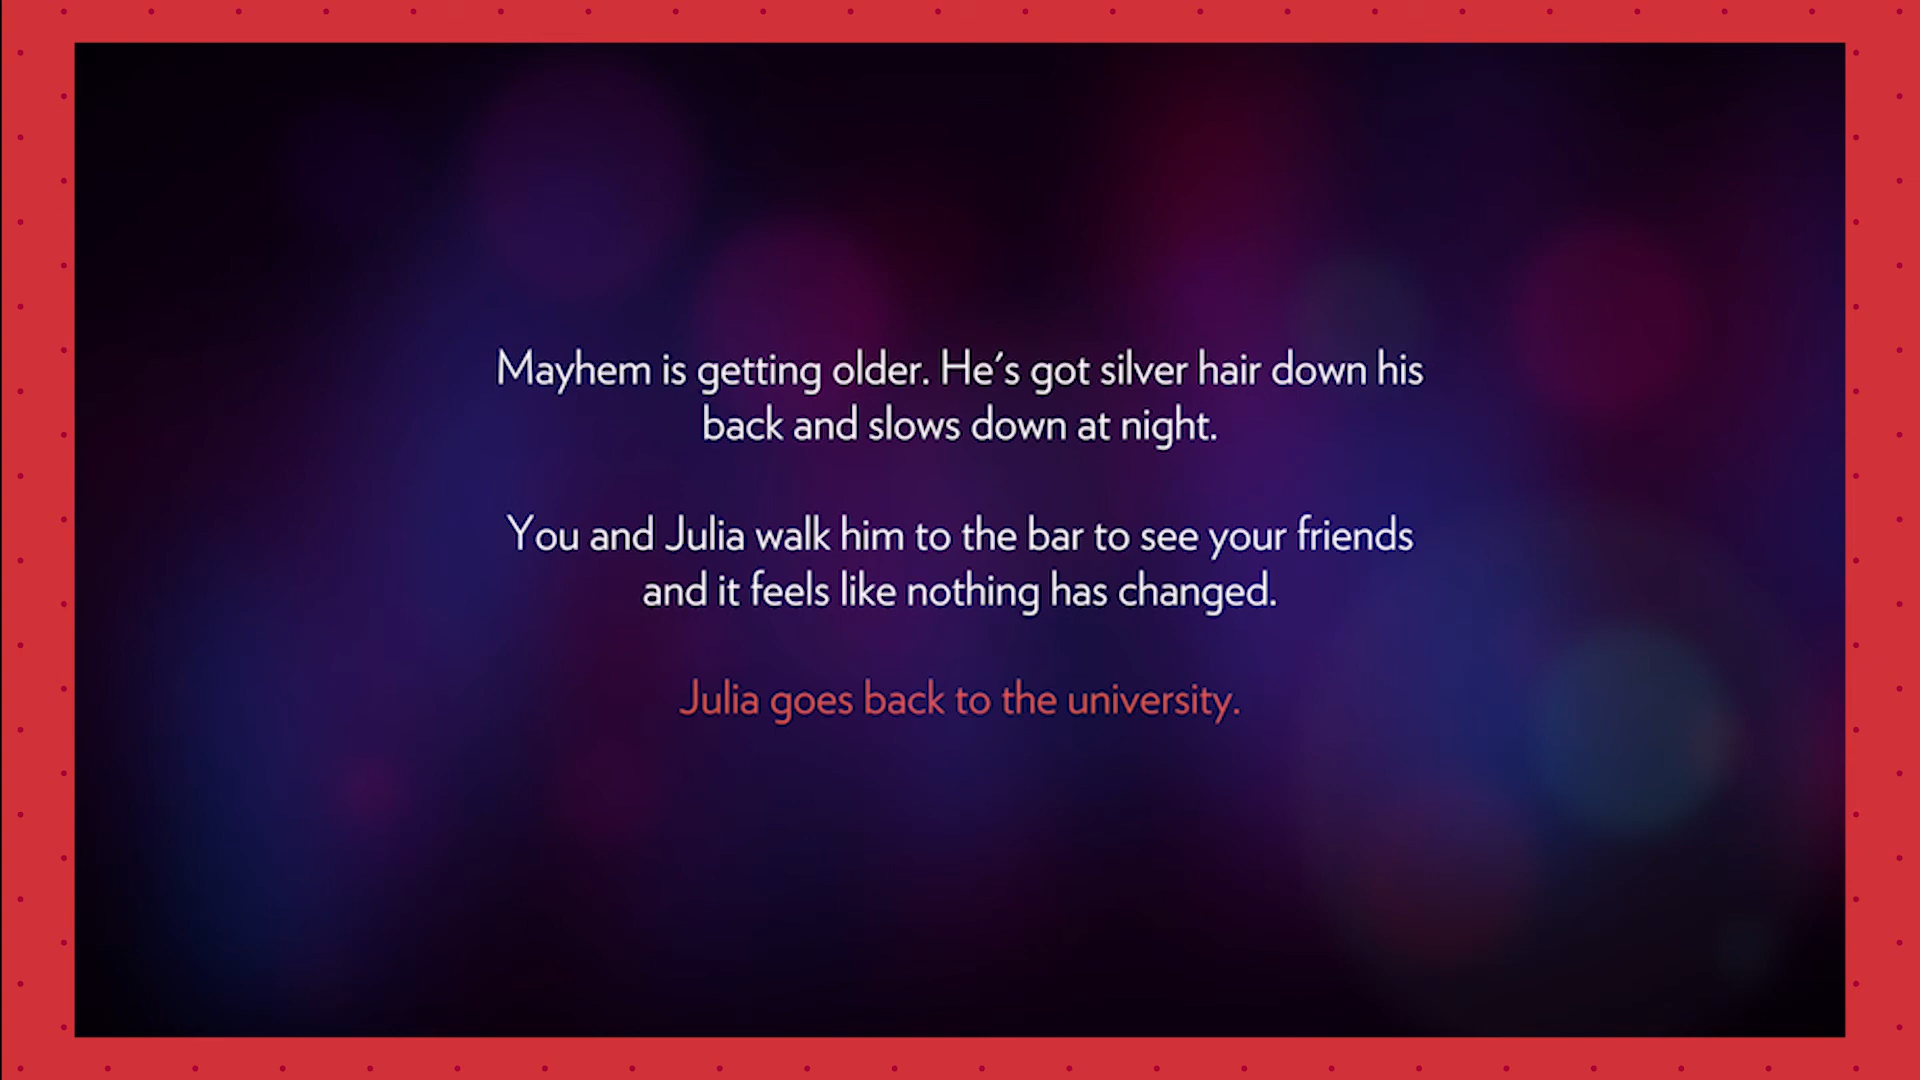 Mayhem is getting older. He's got silver hair down his
back and slows down at night.
You and Julia walk him to the bar to see your friends
and it feels like nothing has changed.
Julia goes back to the university.